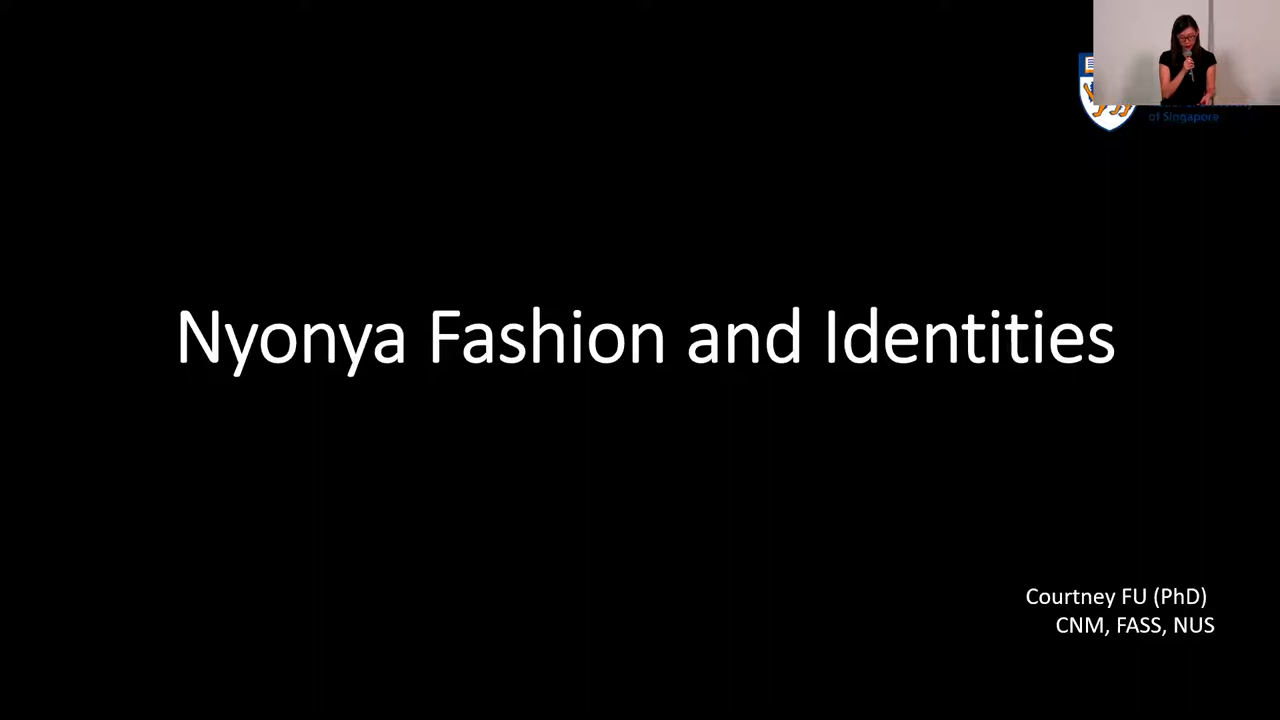 of Singapore
Nyonya Fashion and Identities
Courtney FU (PhD)
CNM, FASS, NUS